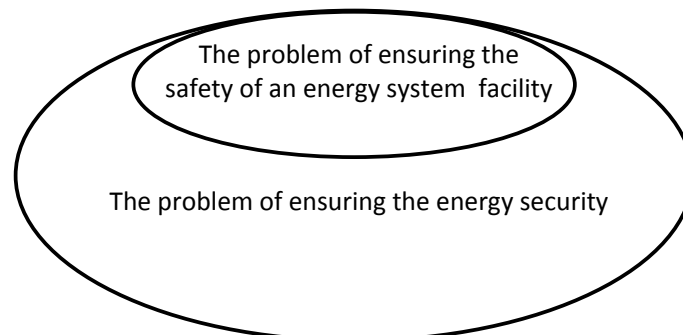 The problem of ensuring the
safety of an energy system facility
The problem of ensuring the energy security